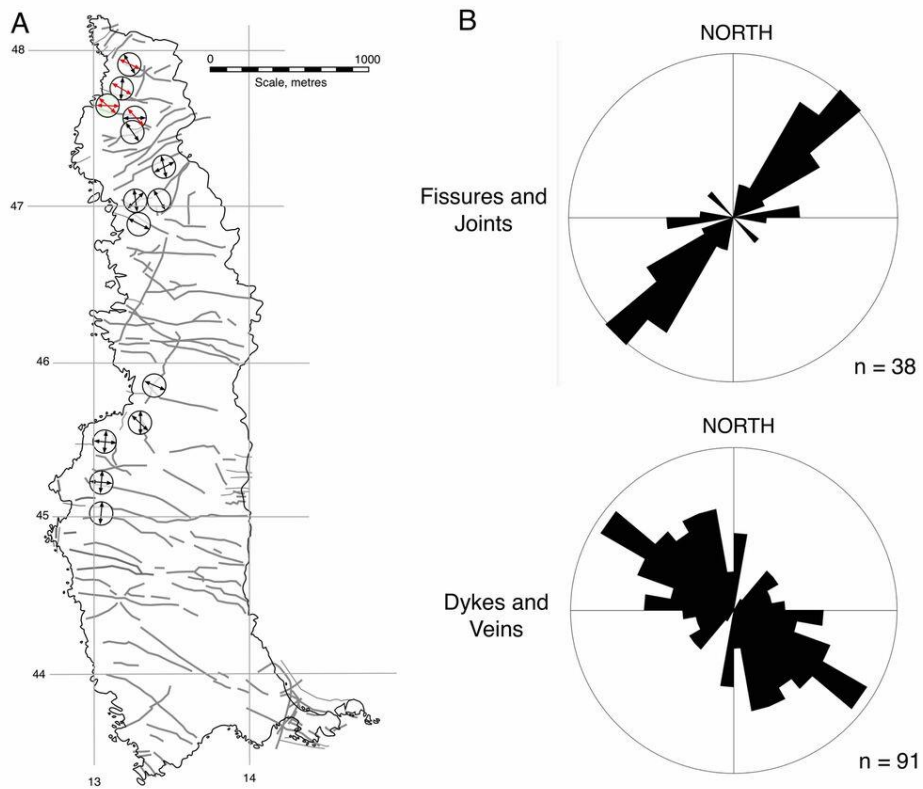 A
48
0
1000
Scale, metres
47
46
45
44
13
14
B
NORTH
Fissures and
Joints
n = 38
NORTH
Dykes and
Veins
n = 91